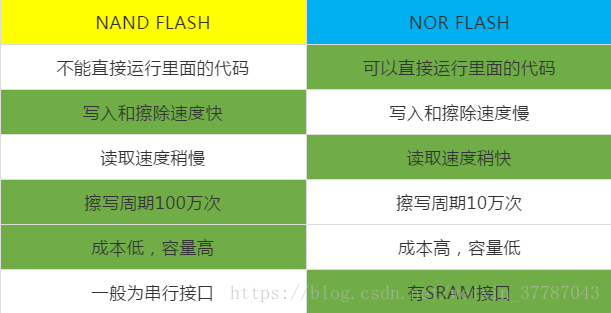 NAND FLASH NOR FLASH
不能直接运行里面的代码 可以直接运行里面的代码
写入和擦除速度快 写入和擦除速度慢
读取速度稍慢 读取速度稍快
擦写周期100万次 擦写周期10万次
成本低，容量高 成本高，容量低
一般为串行接口 有SRAM接口
https://blog.csdn. _37787043